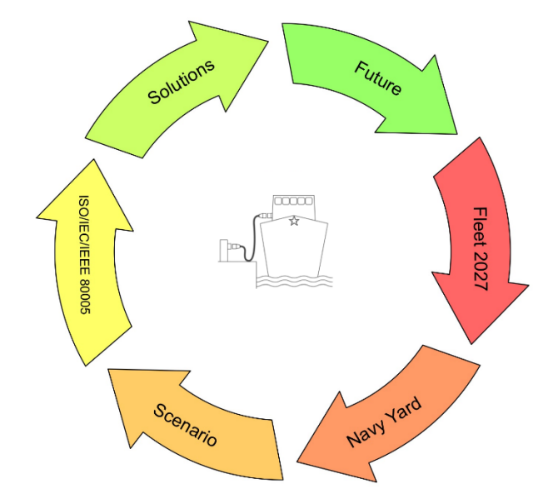 Solutions
Future
Fleet 2027
Navy Yard
Scenario
ISO/IEC/IEEE 80005